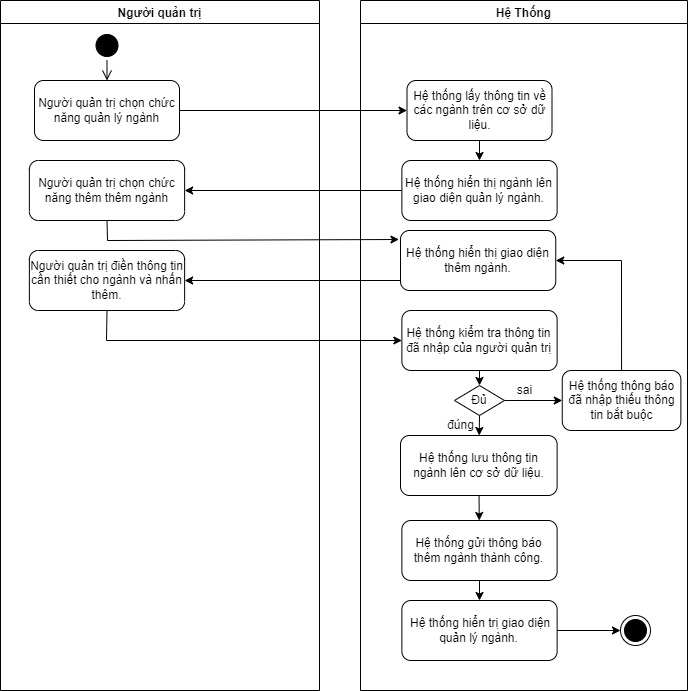 Người quản trị
Hệ Thống
Người quản trị chọn chức
năng quản lý ngành
Hệ thống lấy thông tin về
các ngành trên cơ sở dữ
liệu.
Người quản trị chọn chức
năng thêm thêm ngành
Hệ thống hiển thị ngành lên
giao diện quản lý ngành.
Hệ thống hiển thị giao diện
thêm ngành.
Người quản trị điền thông tin
cần thiết cho ngành và nhấn
thêm.
Hệ thống kiểm tra thông tin
đã nhập của người quản trị
Đủ
sai
Hệ thống thông báo
đã nhập thiếu thông
tin bắt buộc
đúng
Hệ thống lưu thông tin
ngành lên cơ sở dữ liệu.
Hệ thống gửi thông báo
thêm ngành thành công.
Hệ thống hiển trị giao diện
quản lý ngành.